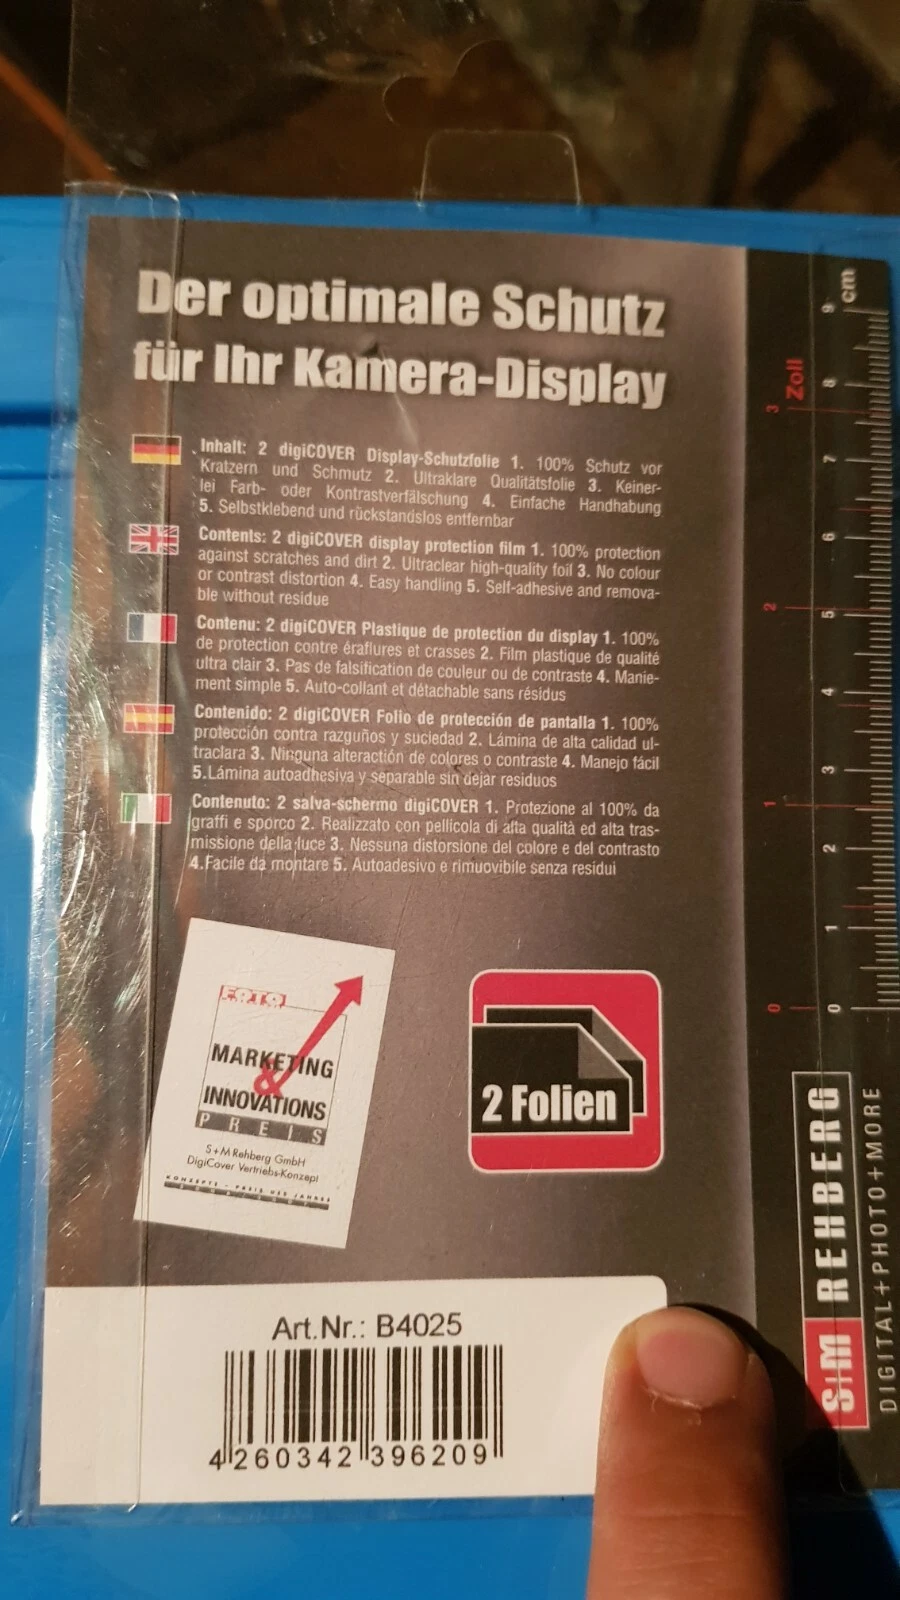 Der optimale Schutz
für Ihr Kamera-Display
Inhalt: 2 digiCOVER Display-Schutzfolie 1. 100% Schutz vor
Kratzern und Schmutz 2. Ultraklare Qualitätsfolie 3. Keiner-
lei Farb- oder Kontrastverfälschung 4. Einfache Handhabung
5. Selbstklebend und rückstandslos entfernbar
Contents: 2 digiCOVER display protection film 1. 100% protection
against scratches and dirt 2. Ultraclear high-quality foil 3. No colour
or contrast distortion 4. Easy handling 5. Self-adhesive and remova-
ble without residue
Contenu: 2 digiCOVER Plastique de protection du display 1. 100%
de protection contre éraflures et crasses 2. Film plastique de qualité
ultra clair 3. Pas de falsification de couleur ou de contraste 4. Manie-
ment simple 5. Auto-collant et détachable sans résidus
Contenido: 2 digiCOVER Folio de protección de pantalla 1. 100%
protección contra razguños y suciedad 2. Lámina de alta calidad ul-
traclara 3. Ninguna alteractión de colores o contraste 4. Manejo fácil
5.Lámina autoadhesiva y separable sin dejar residuos
Contenuto: 2 salva-schermo digiCOVER 1. Protezione al 100% da
graffi e sporco 2. Realizzato con pellicola di alta qualità ed alta tras-
missione della luce 3. Nessuna distorsione del colore e del contrasto
4.Facile da montare 5. Autoadesivo e rimuovibile senza residui
MARKETING
&
INNOVATIONS
PREIS
S+M Rehberg GmbH
DigiCover Vertriebs-Konzept
2 Folien
Art.Nr.: B4025
4 260342 396209
0 1 2 3 Zoll
0 1 2 3 4 5 6 7 8 9 cm
S+M REHBERG
DIGITAL+PHOTO+MORE